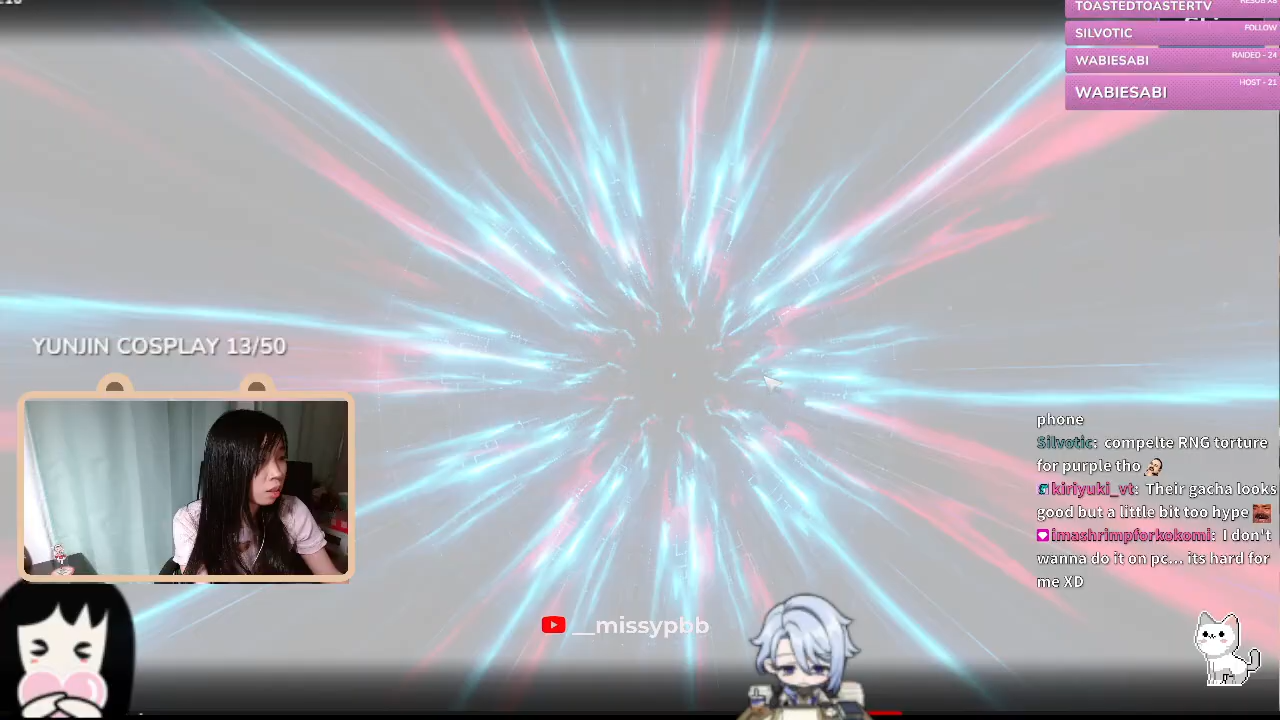 TOASTEDTOASTERTV RESUB X8
SILVOTIC FOLLOW
WABIESABI RAIDED - 24
WABIESABI HOST - 21
YUNJIN COSPLAY 13/50
phone
Silvotic: compelte RNG torture
for purple tho
kiriyuki_vt: Their gacha looks
good but a little bit too hype
imashrimpforkokomi: I don't
wanna do it on pc... its hard for
me XD
__missypbb